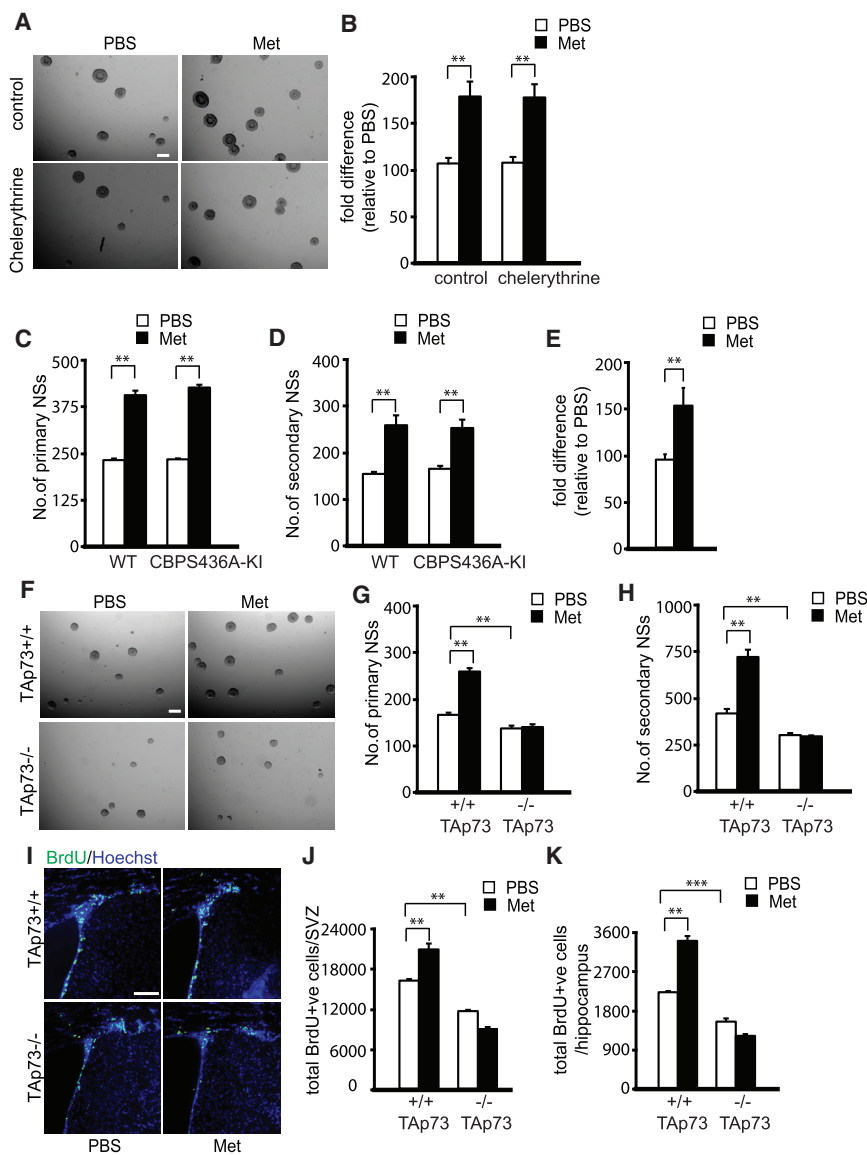 A
PBS
Met
control
Chelerythrine
B
PBS
Met
fold difference
(relative to PBS)
200
150
100
50
0
**
**
control
chelerythrine
C
PBS
Met
No.of primary NSs
500
375
250
125
0
**
**
WT
CBPS436A-KI
D
PBS
Met
No.of secondary NSs
400
300
200
100
0
**
**
WT
CBPS436A-KI
E
PBS
Met
fold difference
(relative to PBS)
200
150
100
50
0
**
F
PBS
Met
TAp73+/+
TAp73-/-
G
PBS
Met
No.of primary NSs
400
300
200
100
0
**
**
+/+
-/-
TAp73
TAp73
H
PBS
Met
No.of secondary NSs
1000
750
500
250
0
**
**
+/+
-/-
TAp73
TAp73
I
BrdU/Hoechst
TAp73+/+
TAp73-/-
PBS
Met
J
PBS
Met
total BrdU+ve cells/SVZ
24000
18000
12000
6000
0
**
**
+/+
-/-
TAp73
TAp73
K
PBS
Met
total BrdU+ve cells
/hippocampus
3600
2700
1800
900
0
***
**
+/+
-/-
TAp73
TAp73